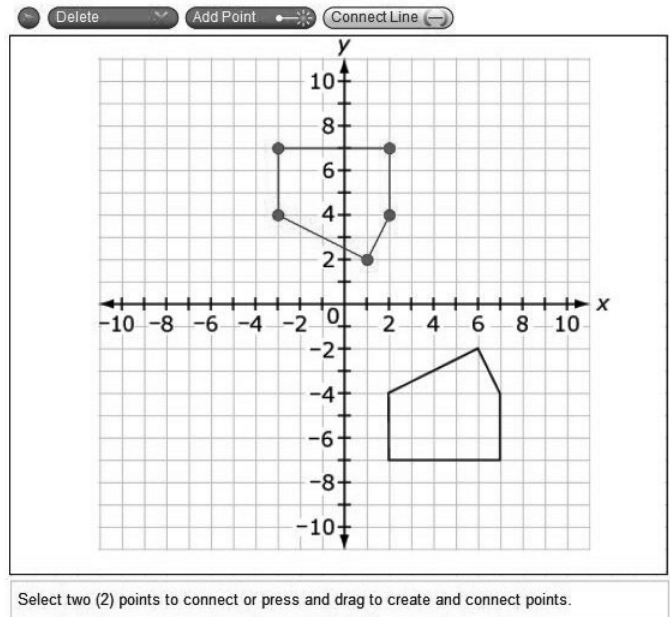 Delete Add Point Connect Line
y
10
8
6
4
2
-10 -8 -6 -4 -2 0 2 4 6 8 10 x
-2
-4
-6
-8
-10
Select two (2) points to connect or press and drag to create and connect points.